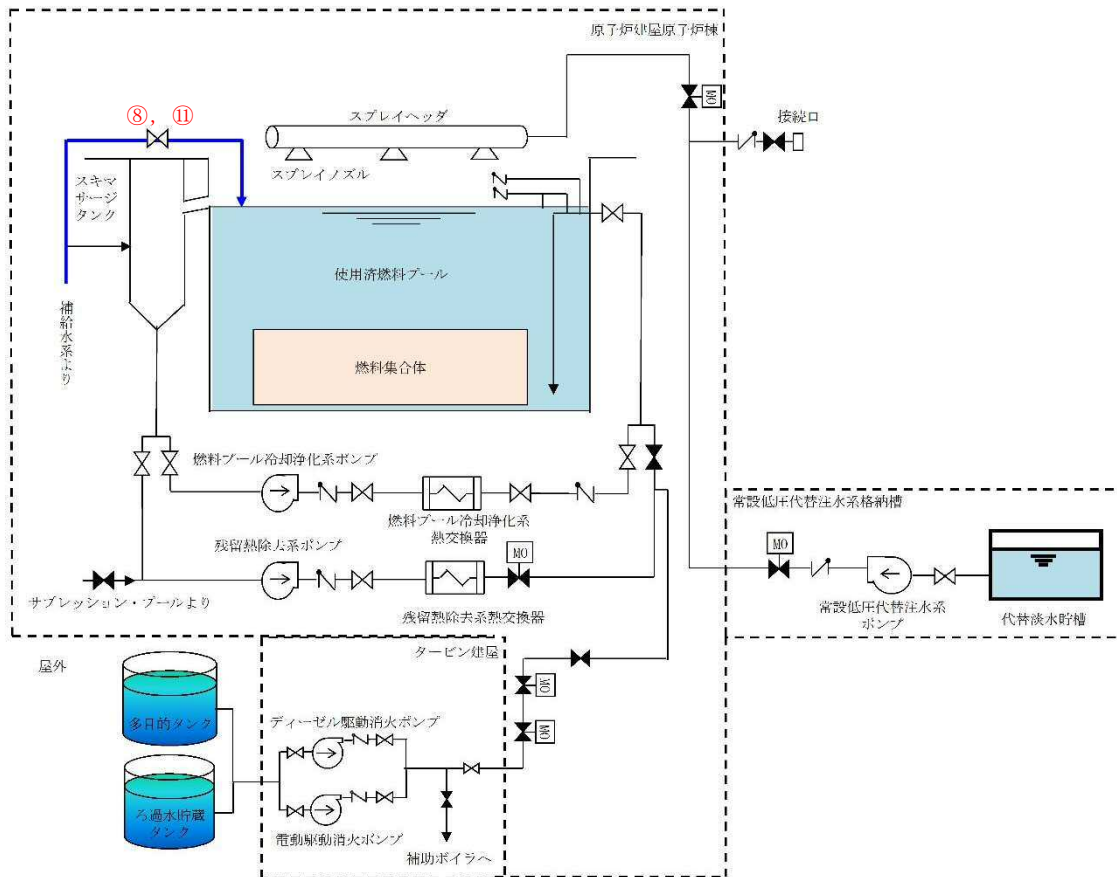 原子炉建屋原子炉棟
⑧，⑪
MO
接続口
スプレイヘッダ
スプレイノズル
スキマ
サージ
タンク
使用済燃料プール
補給水系より
燃料集合体
燃料プール冷却浄化系ポンプ
燃料プール冷却浄化系
熱交換器
常設低圧代替注水系格納槽
MO
残留熱除去系ポンプ
MO
サプレッション・プールより
残留熱除去系熱交換器
常設低圧代替注水系
ポンプ
代替淡水貯槽
タービン建屋
屋外
MO
多目的タンク
ディーゼル駆動消火ポンプ
MO
ろ過水貯蔵
タンク
電動駆動消火ポンプ
補助ボイラへ